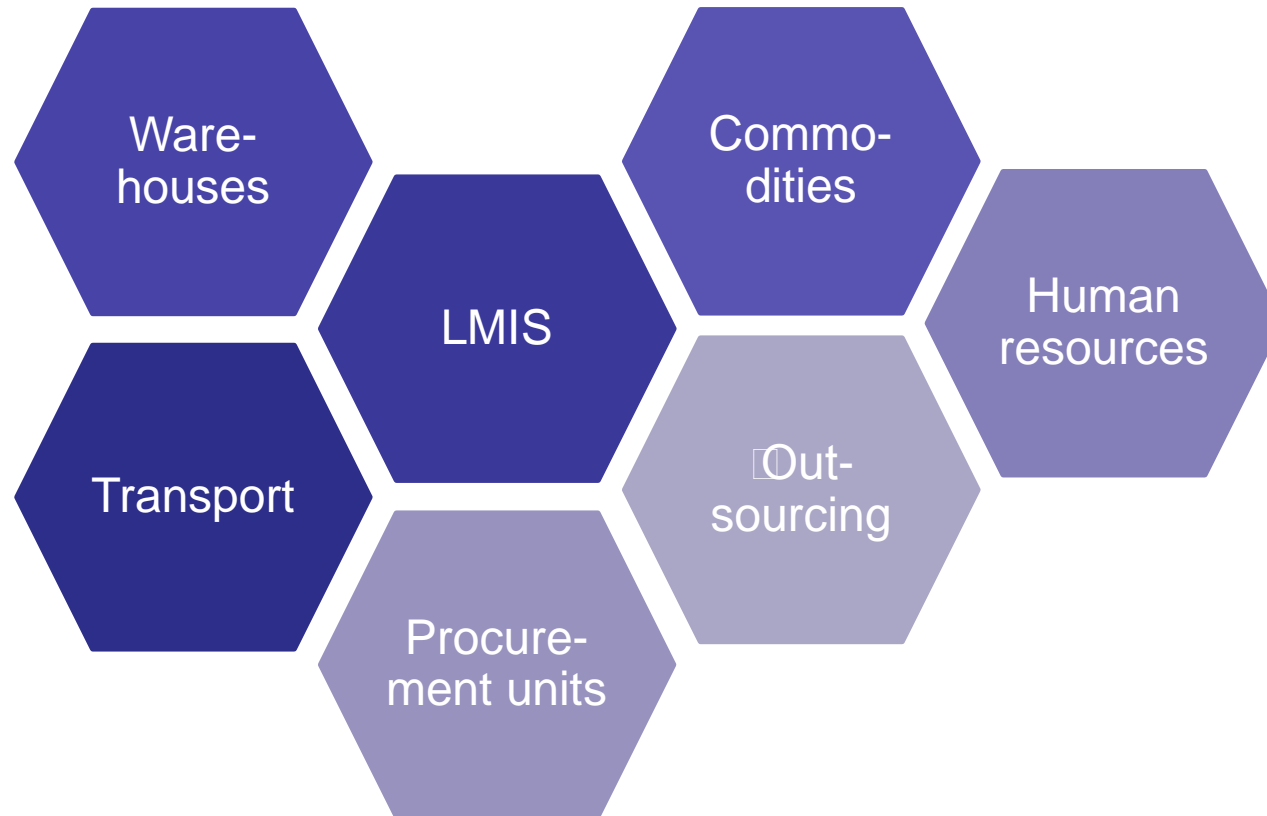 Ware-
houses
Commo-
dities
LMIS
Human
resources
Transport
Out-
sourcing
Procure-
ment units